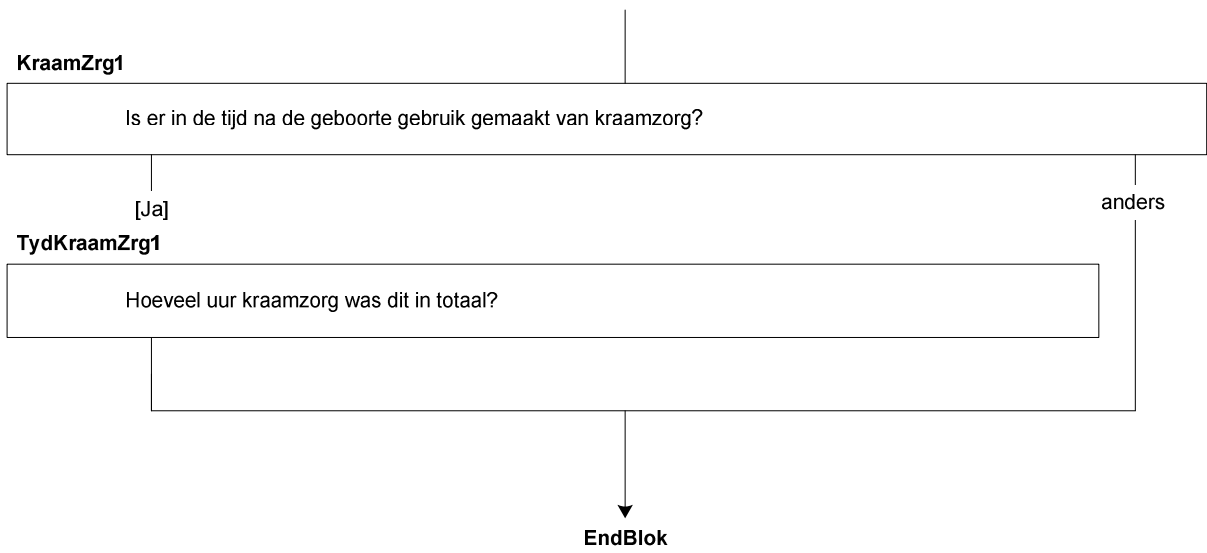 KraamZrg1
Is er in de tijd na de geboorte gebruik gemaakt van kraamzorg?
[Ja]
anders
TydKraamZrg1
Hoeveel uur kraamzorg was dit in totaal?
EndBlok